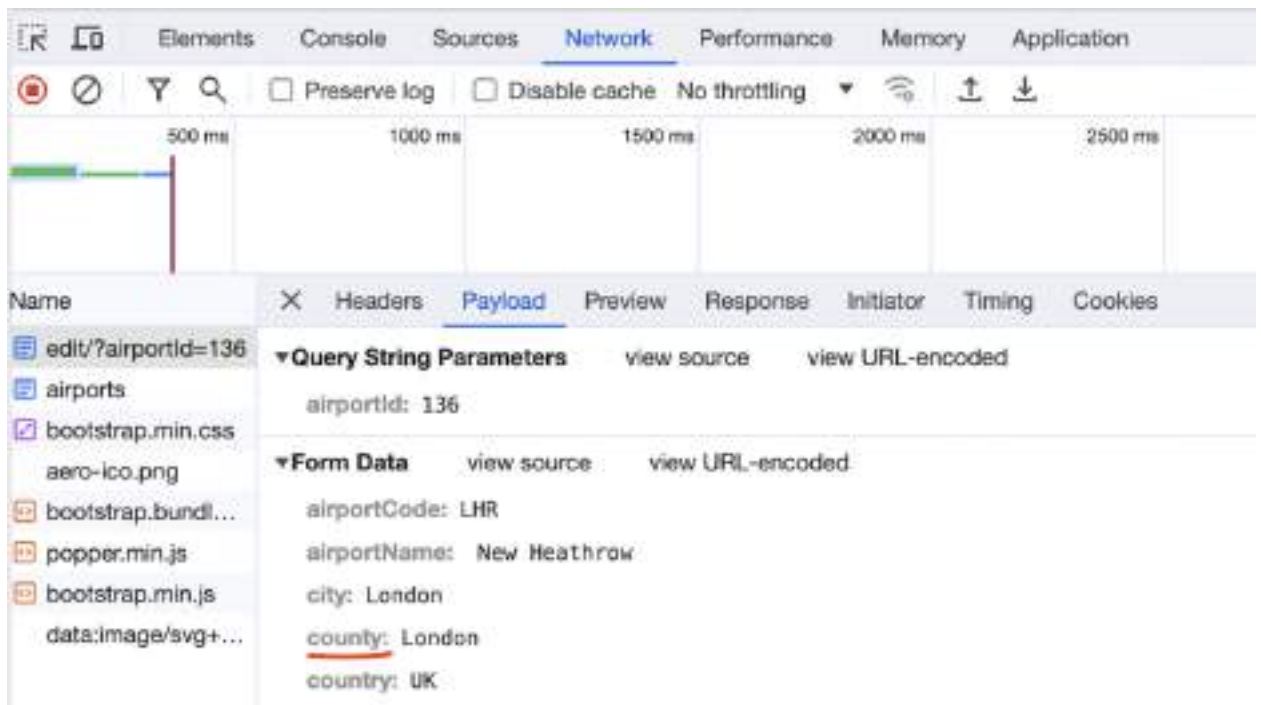 Elements Console Sources Network Performance Memory Application
Preserve log Disable cache No throttling
500 ms 1000 ms 1500 ms 2000 ms 2500 ms
Name
Headers Payload Preview Response Initiator Timing Cookies
edit/?airportId=136
airports
bootstrap.min.css
aero-ico.png
bootstrap.bundl...
popper.min.js
bootstrap.min.js
data:image/svg+...
Query String Parameters view source view URL-encoded
airportId: 136
Form Data view source view URL-encoded
airportCode: LHR
airportName: New Heathrow
city: London
county: London
country: UK